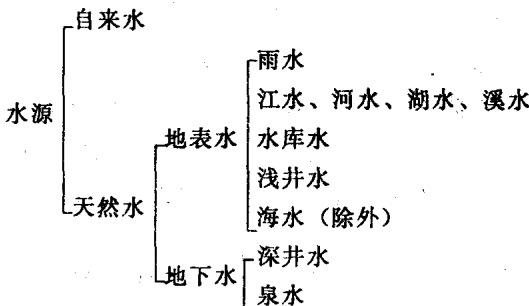 自来水
雨水
江水、河水、湖水、溪水
水源
地表水
水库水
浅井水
天然水
海水（除外）
地下水
深井水
泉水